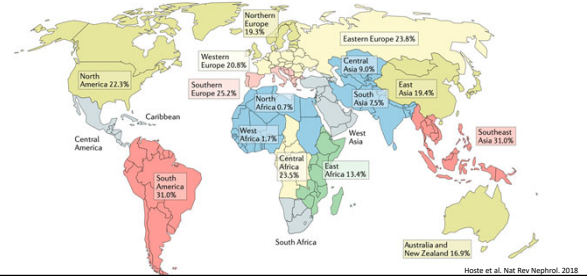 Northern
Europe
19.3%
Eastern Europe 23.8%
Western
Europe 20.8%
Central
Asia 9.0%
North
America 22.3%
Southern
Europe 25.2%
East
Asia 19.4%
South
Asia 7.5%
North
Africa 0.7%
Caribbean
West
Africa 1.7%
West
Asia
Southeast
Asia 31.0%
Central
America
Central
Africa
23.5%
East
Africa 13.4%
South
America
31.0%
South Africa
Australia and
New Zealand 16.9%
Hoste et al. Nat Rev Nephrol. 2018